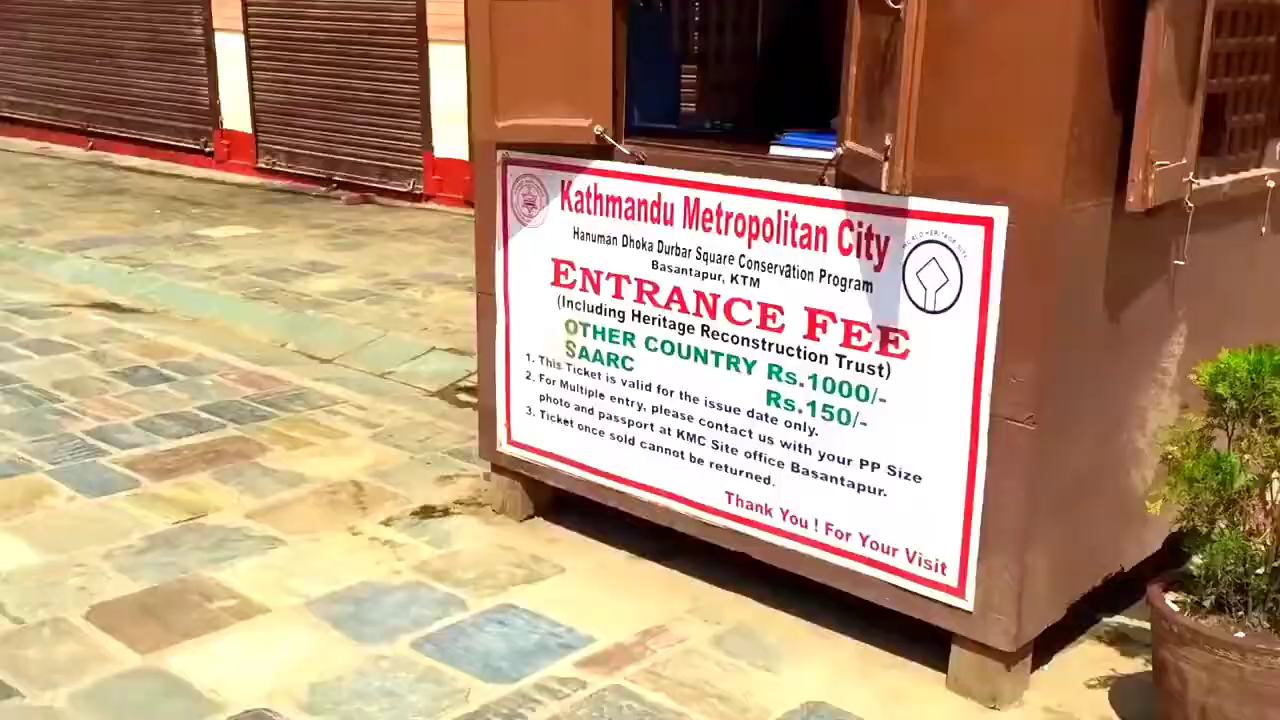 Kathmandu Metropolitan City
Hanuman Dhoka Durbar Square Conservation Program
Basantapur, KTM
ENTRANCE FEE
(Including Heritage Reconstruction Trust)
OTHER COUNTRY Rs.1000/-
SAARC Rs.150/-
1. This Ticket is valid for the issue date only.
2. For Multiple entry, please contact us with your PP Size
photo and passport at KMC Site office Basantapur.
3. Ticket once sold cannot be returned.
Thank You ! For Your Visit